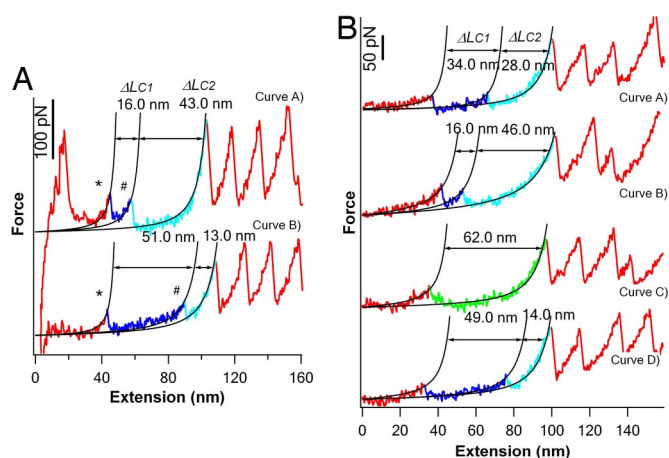 A
100 pN
ΔLC1 ΔLC2
16.0 nm 43.0 nm
Curve A)
* #
51.0 nm 13.0 nm
Curve B)
* #
Force
0 40 80 120 160
Extension (nm)
B
50 pN
ΔLC1 ΔLC2
34.0 nm 28.0 nm
Curve A)
16.0 nm 46.0 nm
Curve B)
62.0 nm
Curve C)
49.0 nm 14.0 nm
Curve D)
Force
0 20 40 60 80 100 120 140
Extension (nm)